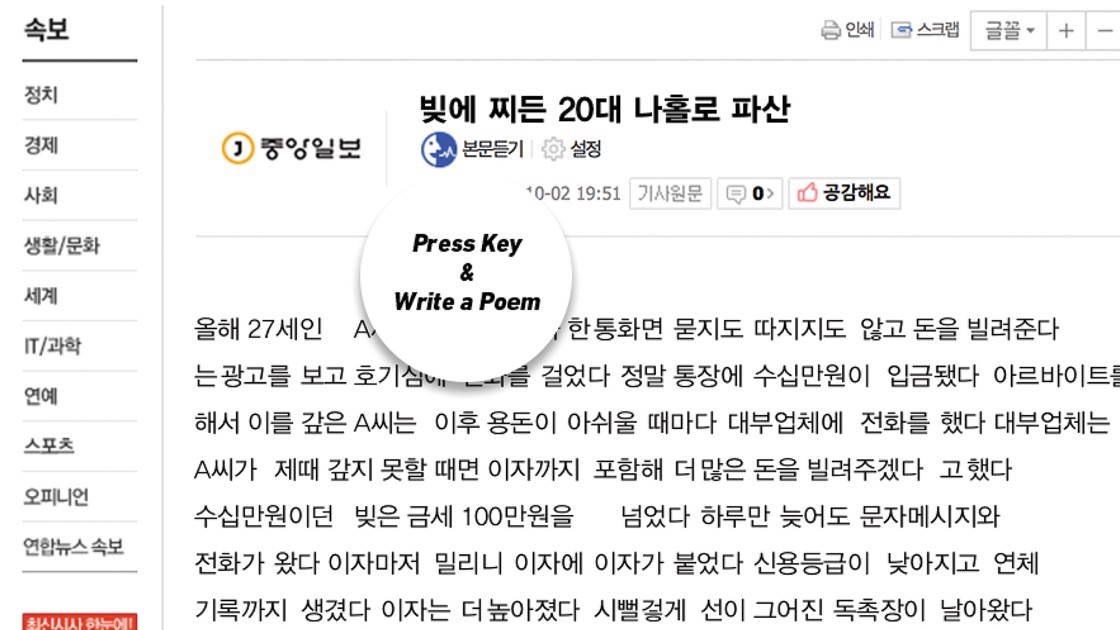 속보
정치
경제
사회
생활/문화
세계
IT/과학
연예
스포츠
오피니언
연합뉴스 속보
최신시사 한눈에!
인쇄 스크랩 글꼴 + −
중앙일보
빚에 찌든 20대 나홀로 파산
본문듣기 설정
10-02 19:51 기사원문 0 공감해요
Press Key
&
Write a Poem
올해 27세인 한통화면 묻지도 따지지도 않고 돈을 빌려준다
는광고를 보고 호기심에 전화를 걸었다 정말 통장에 수십만원이 입금됐다 아르바이트를
해서 이를 갚은 A씨는 이후 용돈이 아쉬울 때마다 대부업체에 전화를 했다 대부업체는
A씨가 제때 갚지 못할 때면 이자까지 포함해 더많은 돈을 빌려주겠다 고했다
수십만원이던 빚은 금세 100만원을 넘었다 하루만 늦어도 문자메시지와
전화가 왔다 이자마저 밀리니 이자에 이자가 붙었다 신용등급이 낮아지고 연체
기록까지 생겼다 이자는 더높아졌다 시뻘겋게 선이 그어진 독촉장이 날아왔다